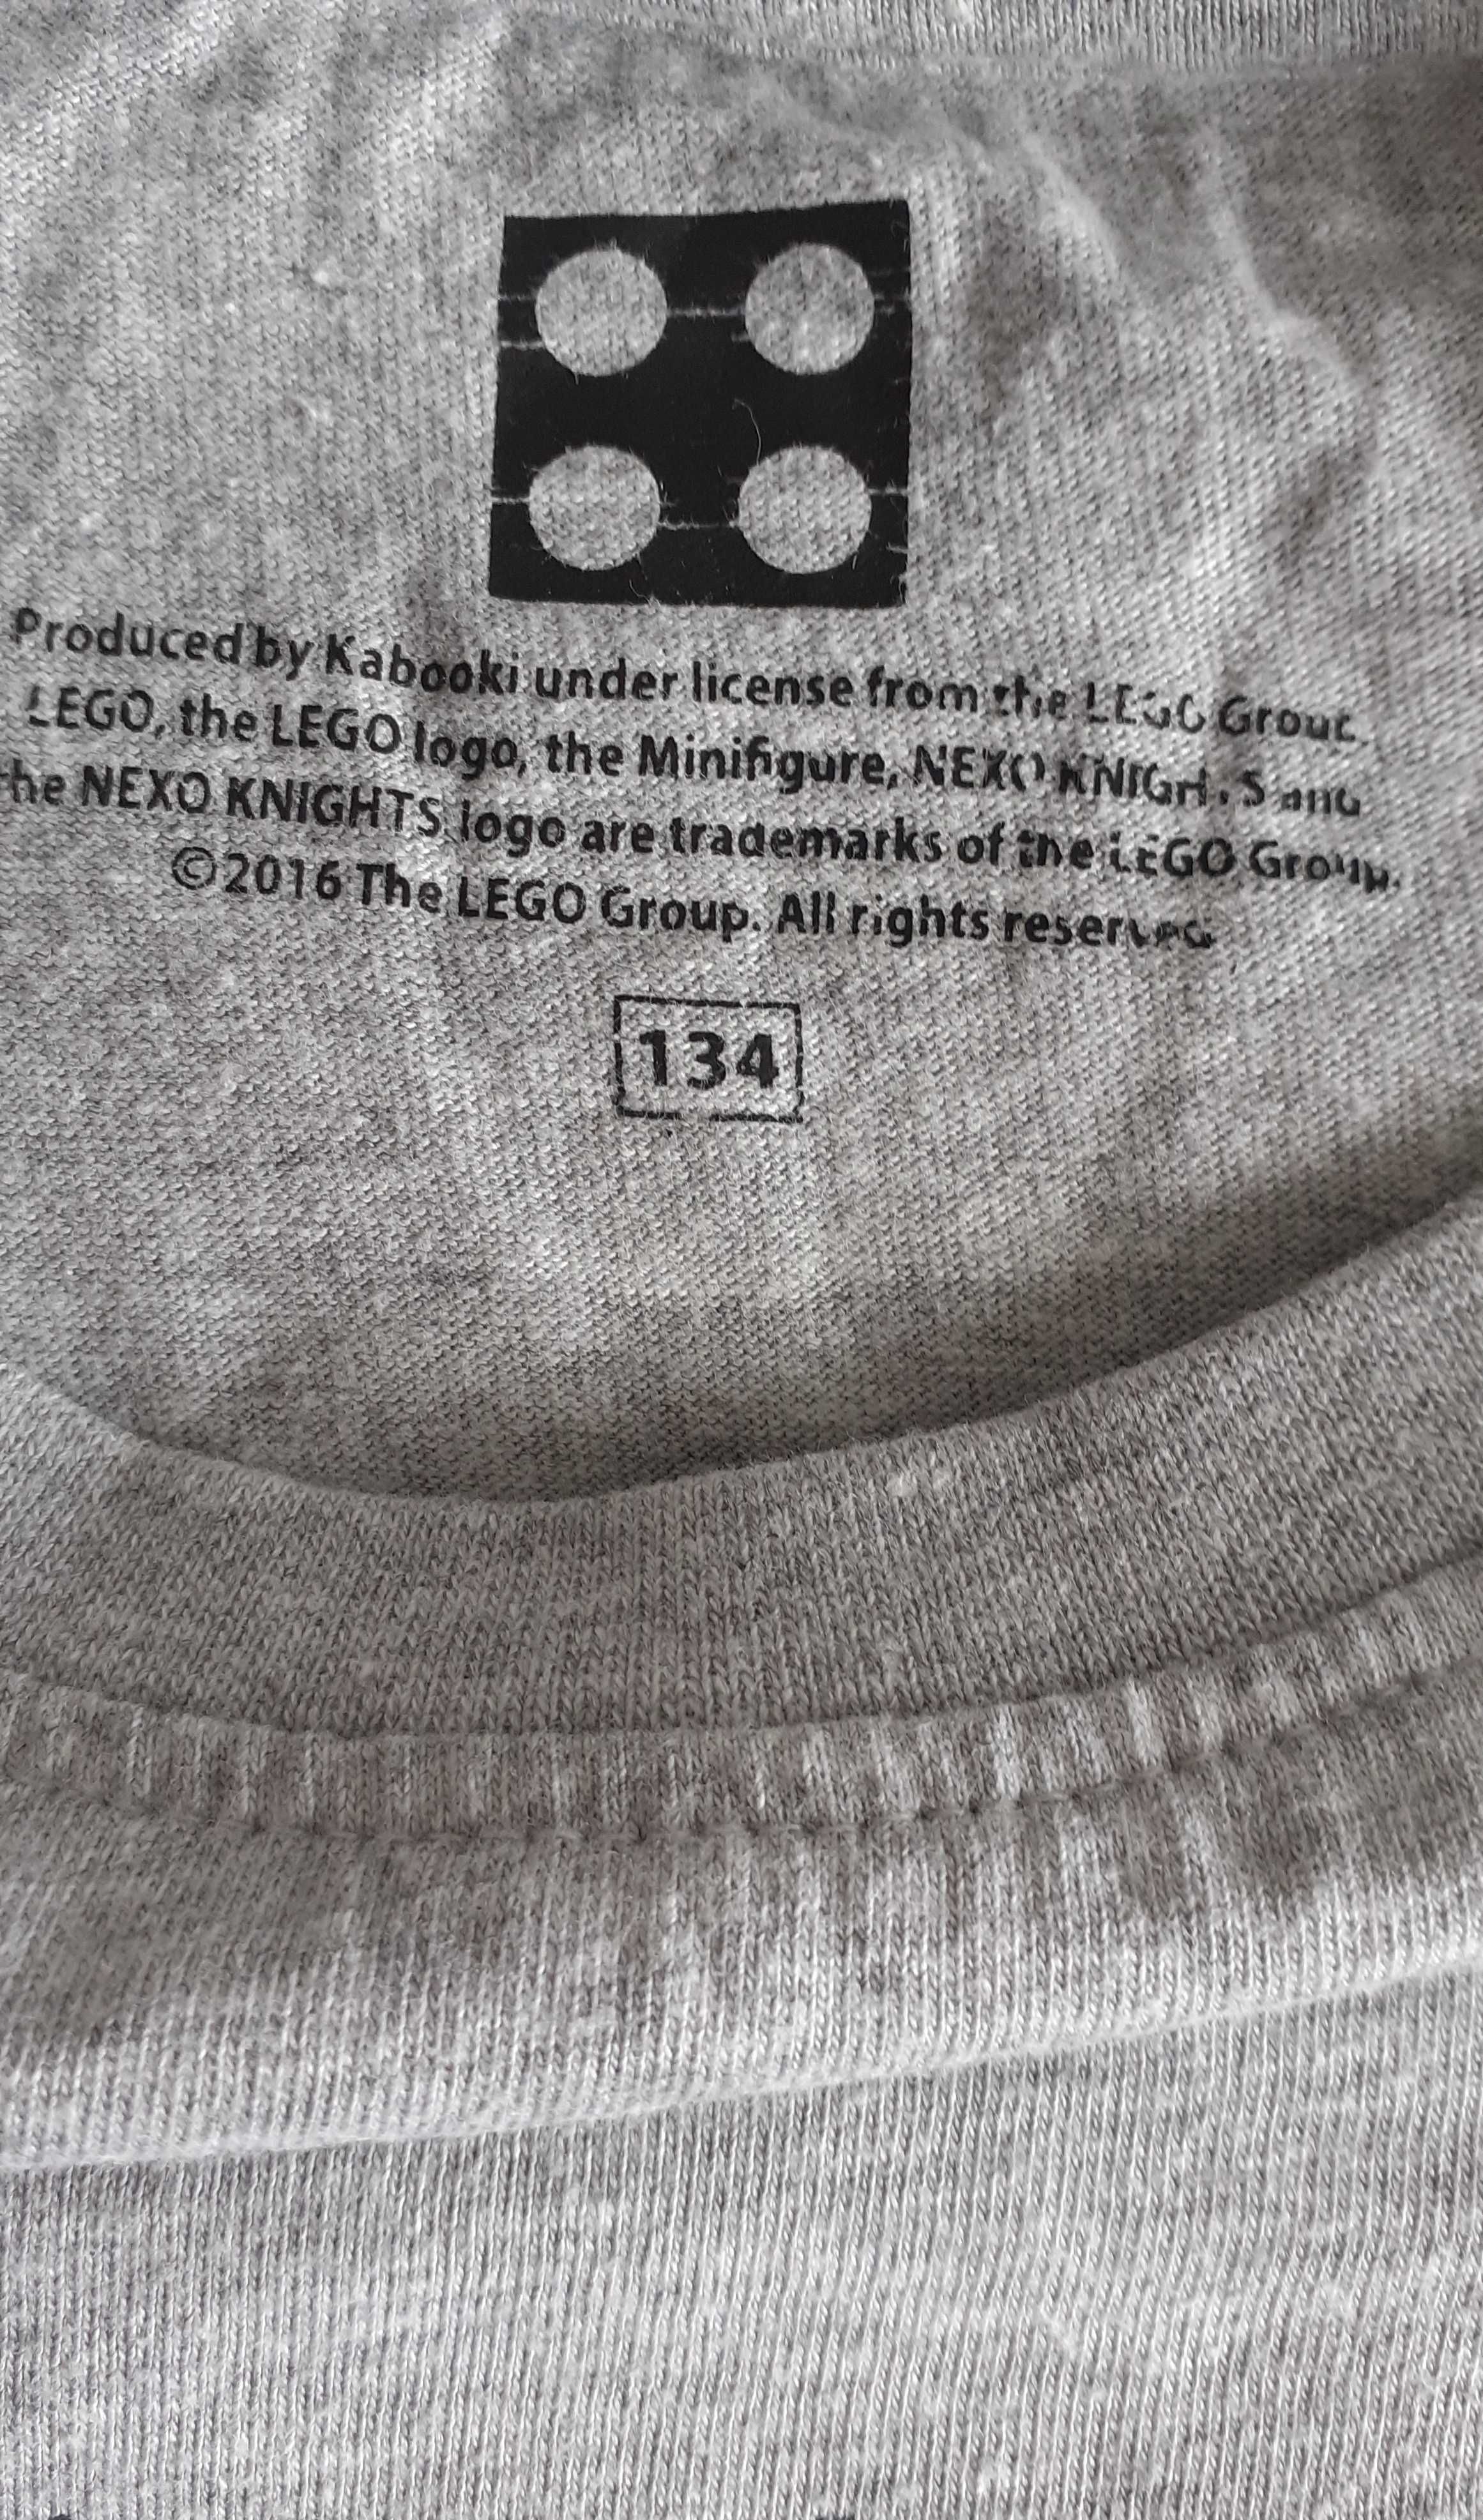 Produced by Kabooki under license from the LEGO Group.
LEGO, the LEGO logo, the Minifigure, NEXO KNIGHTS and
the NEXO KNIGHTS logo are trademarks of the LEGO Group.
©2016 The LEGO Group. All rights reserved
134